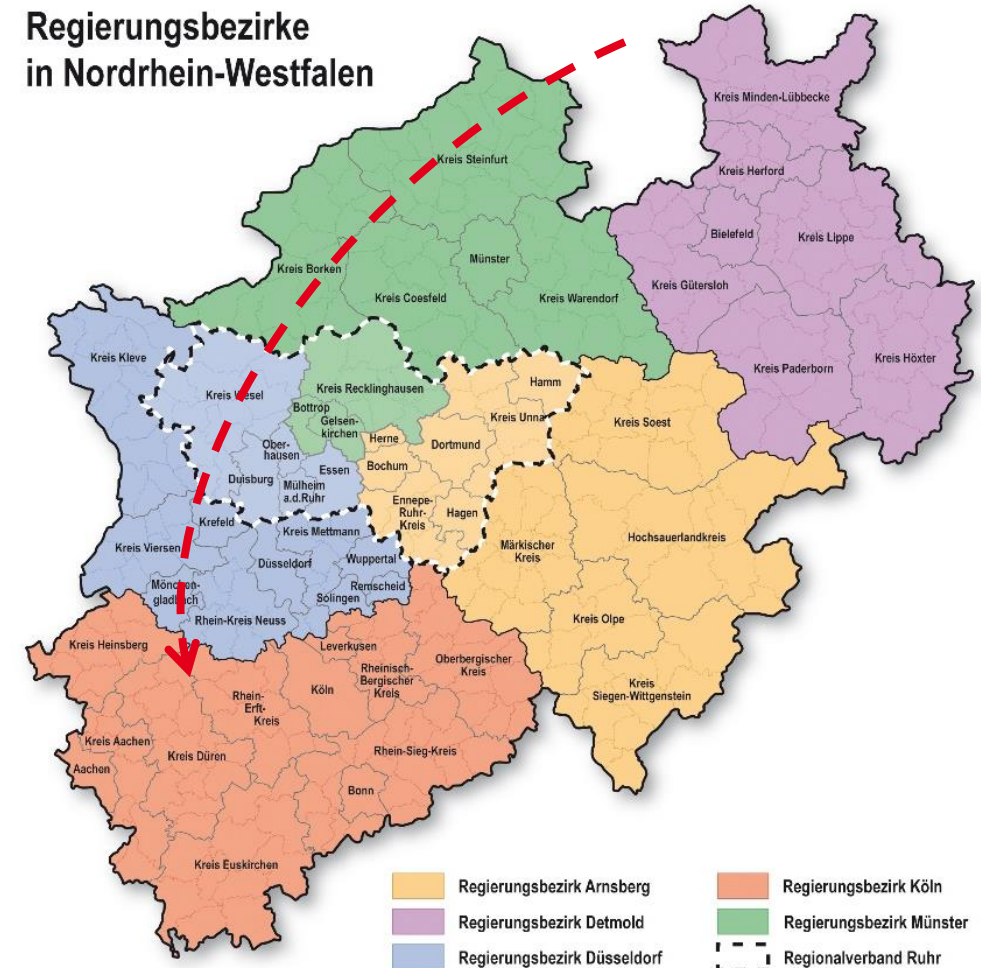 Regierungsbezirke
in Nordrhein-Westfalen
Kreis Minden-Lübbecke
Kreis Steinfurt
Kreis Herford
Bielefeld
Kreis Lippe
Münster
Kreis Borken
Kreis Gütersloh
Kreis Coesfeld
Kreis Warendorf
Kreis Kleve
Kreis Höxter
Kreis Paderborn
Kreis Recklinghausen
Hamm
Kreis Wesel
Bottrop
Gelsen-
kirchen
Kreis Unna
Kreis Soest
Herne
Dortmund
Ober-
hausen
Essen
Bochum
Duisburg
Mülheim
a.d.Ruhr
Ennepe-
Ruhr-
Kreis
Hagen
Krefeld
Kreis Mettmann
Kreis Viersen
Märkischer
Kreis
Hochsauerlandkreis
Düsseldorf
Wuppertal
Mönchen-
gladbach
Remscheid
Solingen
Rhein-Kreis Neuss
Kreis Olpe
Kreis Heinsberg
Leverkusen
Rheinisch-
Bergischer
Kreis
Oberbergischer
Kreis
Kreis
Siegen-Wittgenstein
Rhein-
Erft-
Kreis
Köln
Kreis Aachen
Aachen
Kreis Düren
Rhein-Sieg-Kreis
Bonn
Kreis Euskirchen
Regierungsbezirk Arnsberg
Regierungsbezirk Detmold
Regierungsbezirk Düsseldorf
Regierungsbezirk Köln
Regierungsbezirk Münster
Regionalverband Ruhr